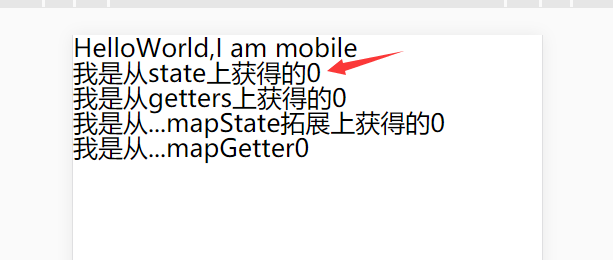 HelloWorld,I am mobile
我是从state上获得的0
我是从getters上获得的0
我是从...mapState拓展上获得的0
我是从...mapGetter0